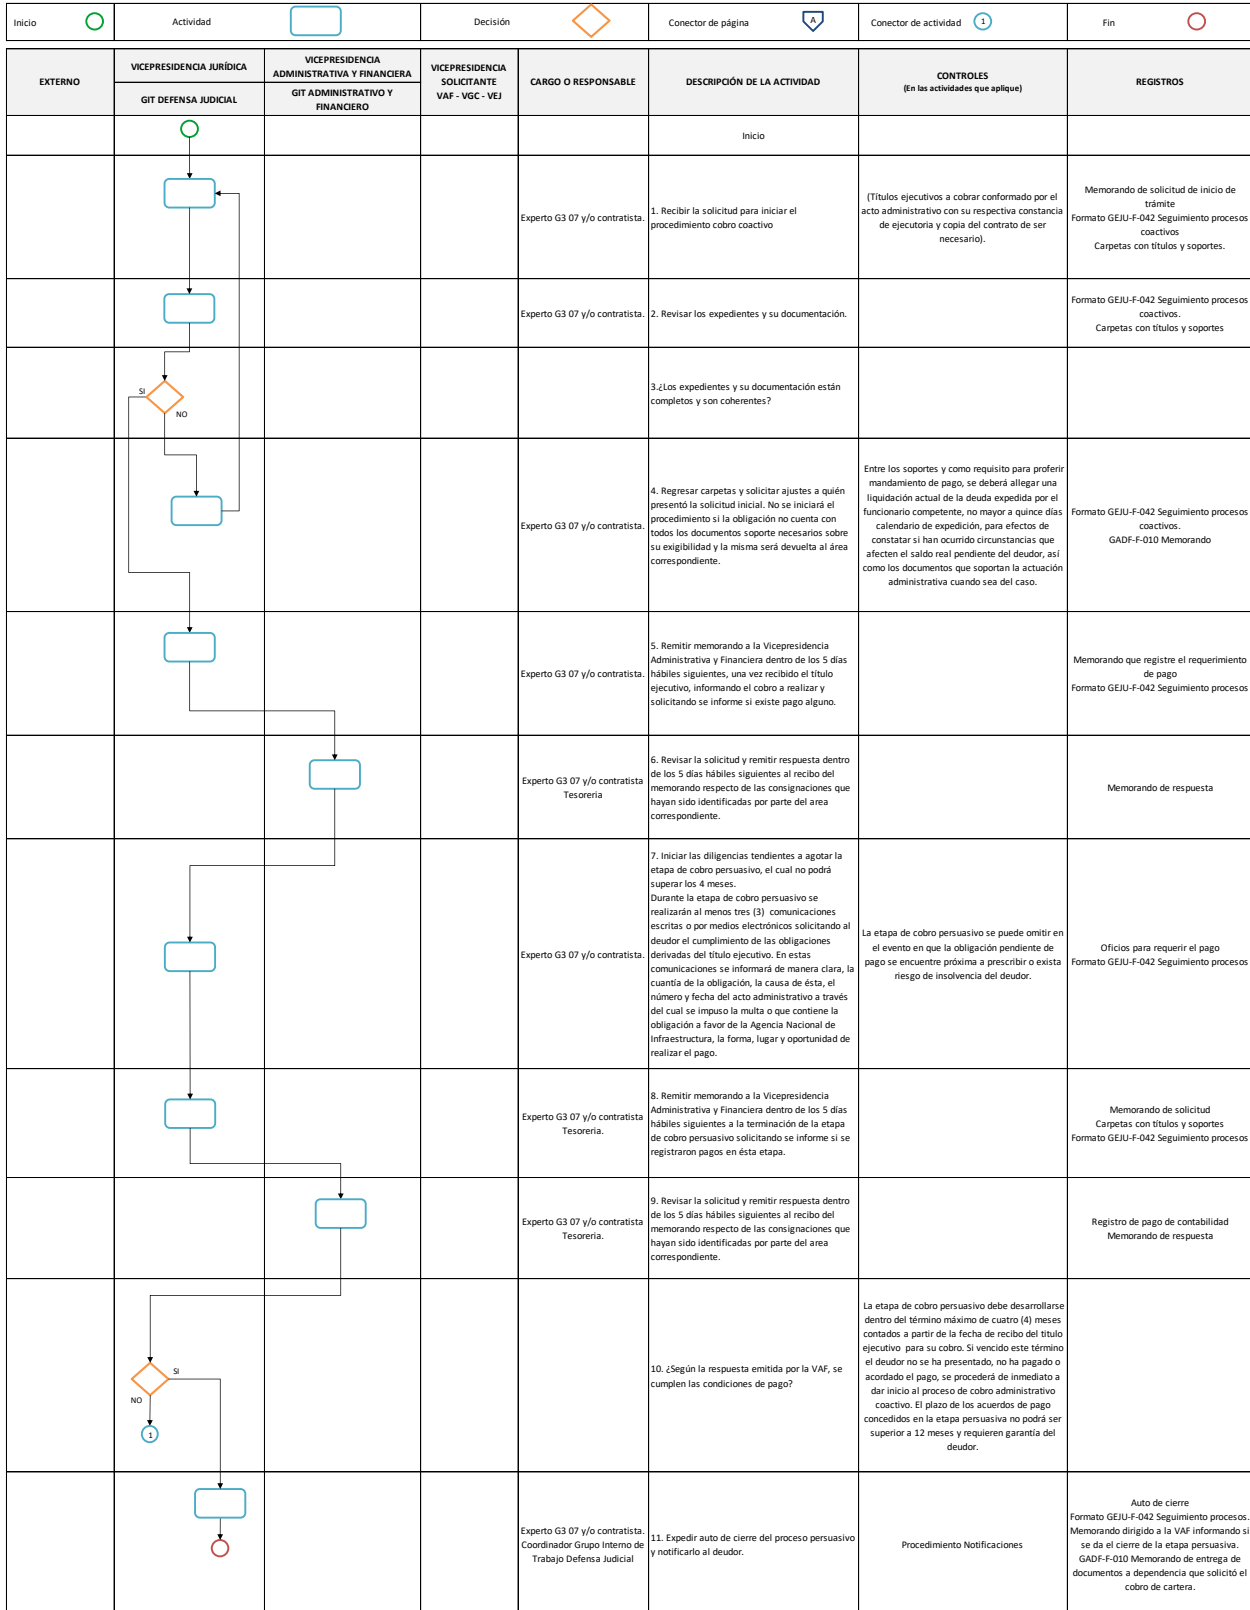 Inicio
Actividad
Decisión
Conector de página
A
Conector de actividad
1
Fin
EXTERNO
VICEPRESIDENCIA JURÍDICA
GIT DEFENSA JUDICIAL
VICEPRESIDENCIA
ADMINISTRATIVA Y FINANCIERA
GIT ADMINISTRATIVO Y
FINANCIERO
VICEPRESIDENCIA
SOLICITANTE
VAF - VGC - VEJ
CARGO O RESPONSABLE
DESCRIPCIÓN DE LA ACTIVIDAD
CONTROLES
(En las actividades que aplique)
REGISTROS
Inicio
Experto G3 07 y/o contratista.
1. Recibir la solicitud para iniciar el
procedimiento cobro coactivo
(Títulos ejecutivos a cobrar conformado por el
acto administrativo con su respectiva constancia
de ejecutoria y copia del contrato de ser
necesario).
Memorando de solicitud de inicio de
trámite
Formato GEJU-F-042 Seguimiento procesos
coactivos
Carpetas con títulos y soportes.
Experto G3 07 y/o contratista.
2. Revisar los expedientes y su documentación.
Formato GEJU-F-042 Seguimiento procesos
coactivos.
Carpetas con títulos y soportes
SI
NO
3.¿Los expedientes y su documentación están
completos y son coherentes?
Experto G3 07 y/o contratista.
4. Regresar carpetas y solicitar ajustes a quién
presentó la solicitud inicial. No se iniciará el
procedimiento si la obligación no cuenta con
todos los documentos soporte necesarios sobre
su exigibilidad y la misma será devuelta al área
correspondiente.
Entre los soportes y como requisito para proferir
mandamiento de pago, se deberá allegar una
liquidación actual de la deuda expedida por el
funcionario competente, no mayor a quince días
calendario de expedición, para efectos de
constatar si han ocurrido circunstancias que
afecten el saldo real pendiente del deudor, así
como los documentos que soportan la actuación
administrativa cuando sea del caso.
Formato GEJU-F-042 Seguimiento procesos
coactivos.
GADF-F-010 Memorando
Experto G3 07 y/o contratista.
5. Remitir memorando a la Vicepresidencia
Administrativa y Financiera dentro de los 5 días
hábiles siguientes, una vez recibido el título
ejecutivo, informando el cobro a realizar y
solicitando se informe si existe pago alguno.
Memorando que registre el requerimiento
de pago
Formato GEJU-F-042 Seguimiento procesos
Experto G3 07 y/o contratista
Tesoreria
6. Revisar la solicitud y remitir respuesta dentro
de los 5 días hábiles siguientes al recibo del
memorando respecto de las consignaciones que
hayan sido identificadas por parte del area
correspondiente.
Memorando de respuesta
Experto G3 07 y/o contratista.
7. Iniciar las diligencias tendientes a agotar la
etapa de cobro persuasivo, el cual no podrá
superar los 4 meses.
Durante la etapa de cobro persuasivo se
realizarán al menos tres (3) comunicaciones
escritas o por medios electrónicos solicitando al
deudor el cumplimiento de las obligaciones
derivadas del título ejecutivo. En estas
comunicaciones se informará de manera clara, la
cuantía de la obligación, la causa de ésta, el
número y fecha del acto administrativo a través
del cual se impuso la multa o que contiene la
obligación a favor de la Agencia Nacional de
Infraestructura, la forma, lugar y oportunidad de
realizar el pago.
La etapa de cobro persuasivo se puede omitir en
el evento en que la obligación pendiente de
pago se encuentre próxima a prescribir o exista
riesgo de insolvencia del deudor.
Oficios para requerir el pago
Formato GEJU-F-042 Seguimiento procesos
Experto G3 07 y/o contratista
Tesoreria.
8. Remitir memorando a la Vicepresidencia
Administrativa y Financiera dentro de los 5 días
hábiles siguientes a la terminación de la etapa
de cobro persuasivo solicitando se informe si se
registraron pagos en ésta etapa.
Memorando de solicitud
Carpetas con títulos y soportes
Formato GEJU-F-042 Seguimiento procesos
Experto G3 07 y/o contratista
Tesoreria.
9. Revisar la solicitud y remitir respuesta dentro
de los 5 días hábiles siguientes al recibo del
memorando respecto de las consignaciones que
hayan sido identificadas por parte del area
correspondiente.
Registro de pago de contabilidad
Memorando de respuesta
SI
NO
1
10. ¿Según la respuesta emitida por la VAF, se
cumplen las condiciones de pago?
La etapa de cobro persuasivo debe desarrollarse
dentro del término máximo de cuatro (4) meses
contados a partir de la fecha de recibo del titulo
ejecutivo para su cobro. Si vencido este término
el deudor no se ha presentado, no ha pagado o
acordado el pago, se procederá de inmediato a
dar inicio al proceso de cobro administrativo
coactivo. El plazo de los acuerdos de pago
concedidos en la etapa persuasiva no podrá ser
superior a 12 meses y requieren garantía del
deudor.
Experto G3 07 y/o contratista.
Coordinador Grupo Interno de
Trabajo Defensa Judicial
11. Expedir auto de cierre del proceso persuasivo
y notificarlo al deudor.
Procedimiento Notificaciones
Auto de cierre
Formato GEJU-F-042 Seguimiento procesos.
Memorando dirigido a la VAF informando si
se da el cierre de la etapa persuasiva.
GADF-F-010 Memorando de entrega de
documentos a dependencia que solicitó el
cobro de cartera.